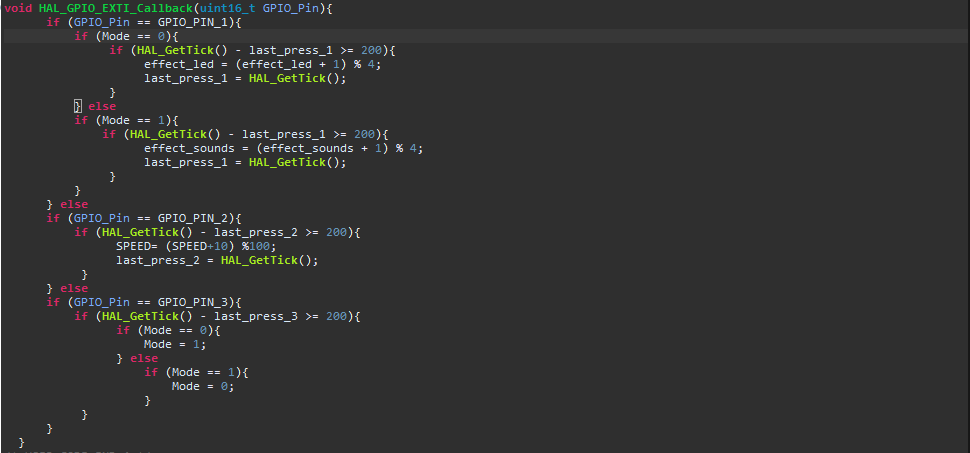 void HAL_GPIO_EXTI_Callback(uint16_t GPIO_Pin){
      if (GPIO_Pin == GPIO_PIN_1){
          if (Mode == 0){
               if (HAL_GetTick() - last_press_1 >= 200){
                    effect_led = (effect_led + 1) % 4;
                    last_press_1 = HAL_GetTick();
               }
          } else
          if (Mode == 1){
              if (HAL_GetTick() - last_press_1 >= 200){
                    effect_sounds = (effect_sounds + 1) % 4;
                    last_press_1 = HAL_GetTick();
               }
          }
      } else
      if (GPIO_Pin == GPIO_PIN_2){
          if (HAL_GetTick() - last_press_2 >= 200){
                SPEED= (SPEED+10) %100;
                last_press_2 = HAL_GetTick();
           }
      } else
      if (GPIO_Pin == GPIO_PIN_3){
          if (HAL_GetTick() - last_press_3 >= 200){
                if (Mode == 0){
                    Mode = 1;
                } else
                    if (Mode == 1){
                        Mode = 0;
                    }
           }
      }
  }